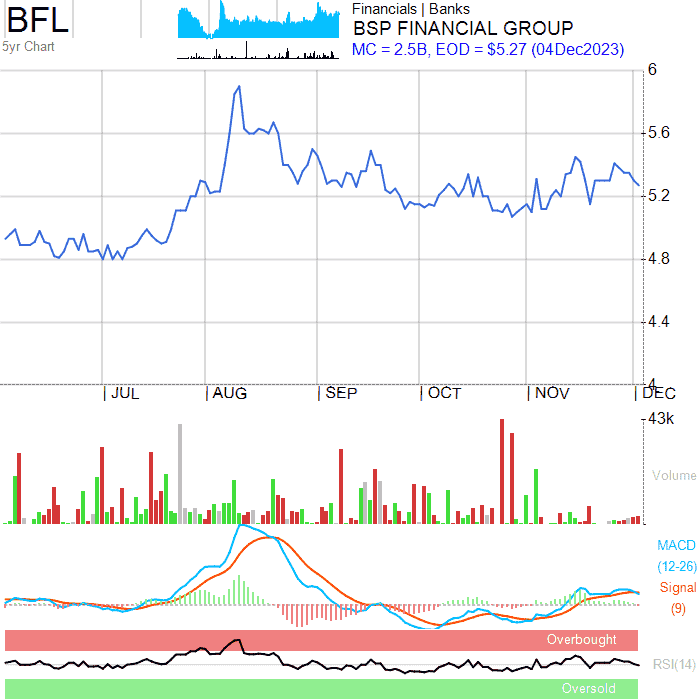 BFL
5yr Chart
Financials | Banks
BSP FINANCIAL GROUP
MC = 2.5B, EOD = $5.27 (04Dec2023)
6
5.6
5.2
4.8
4.4
4
JUL AUG SEP OCT NOV DEC
43k
Volume
MACD
(12-26)
Signal
(9)
Overbought
RSI(14)
Oversold